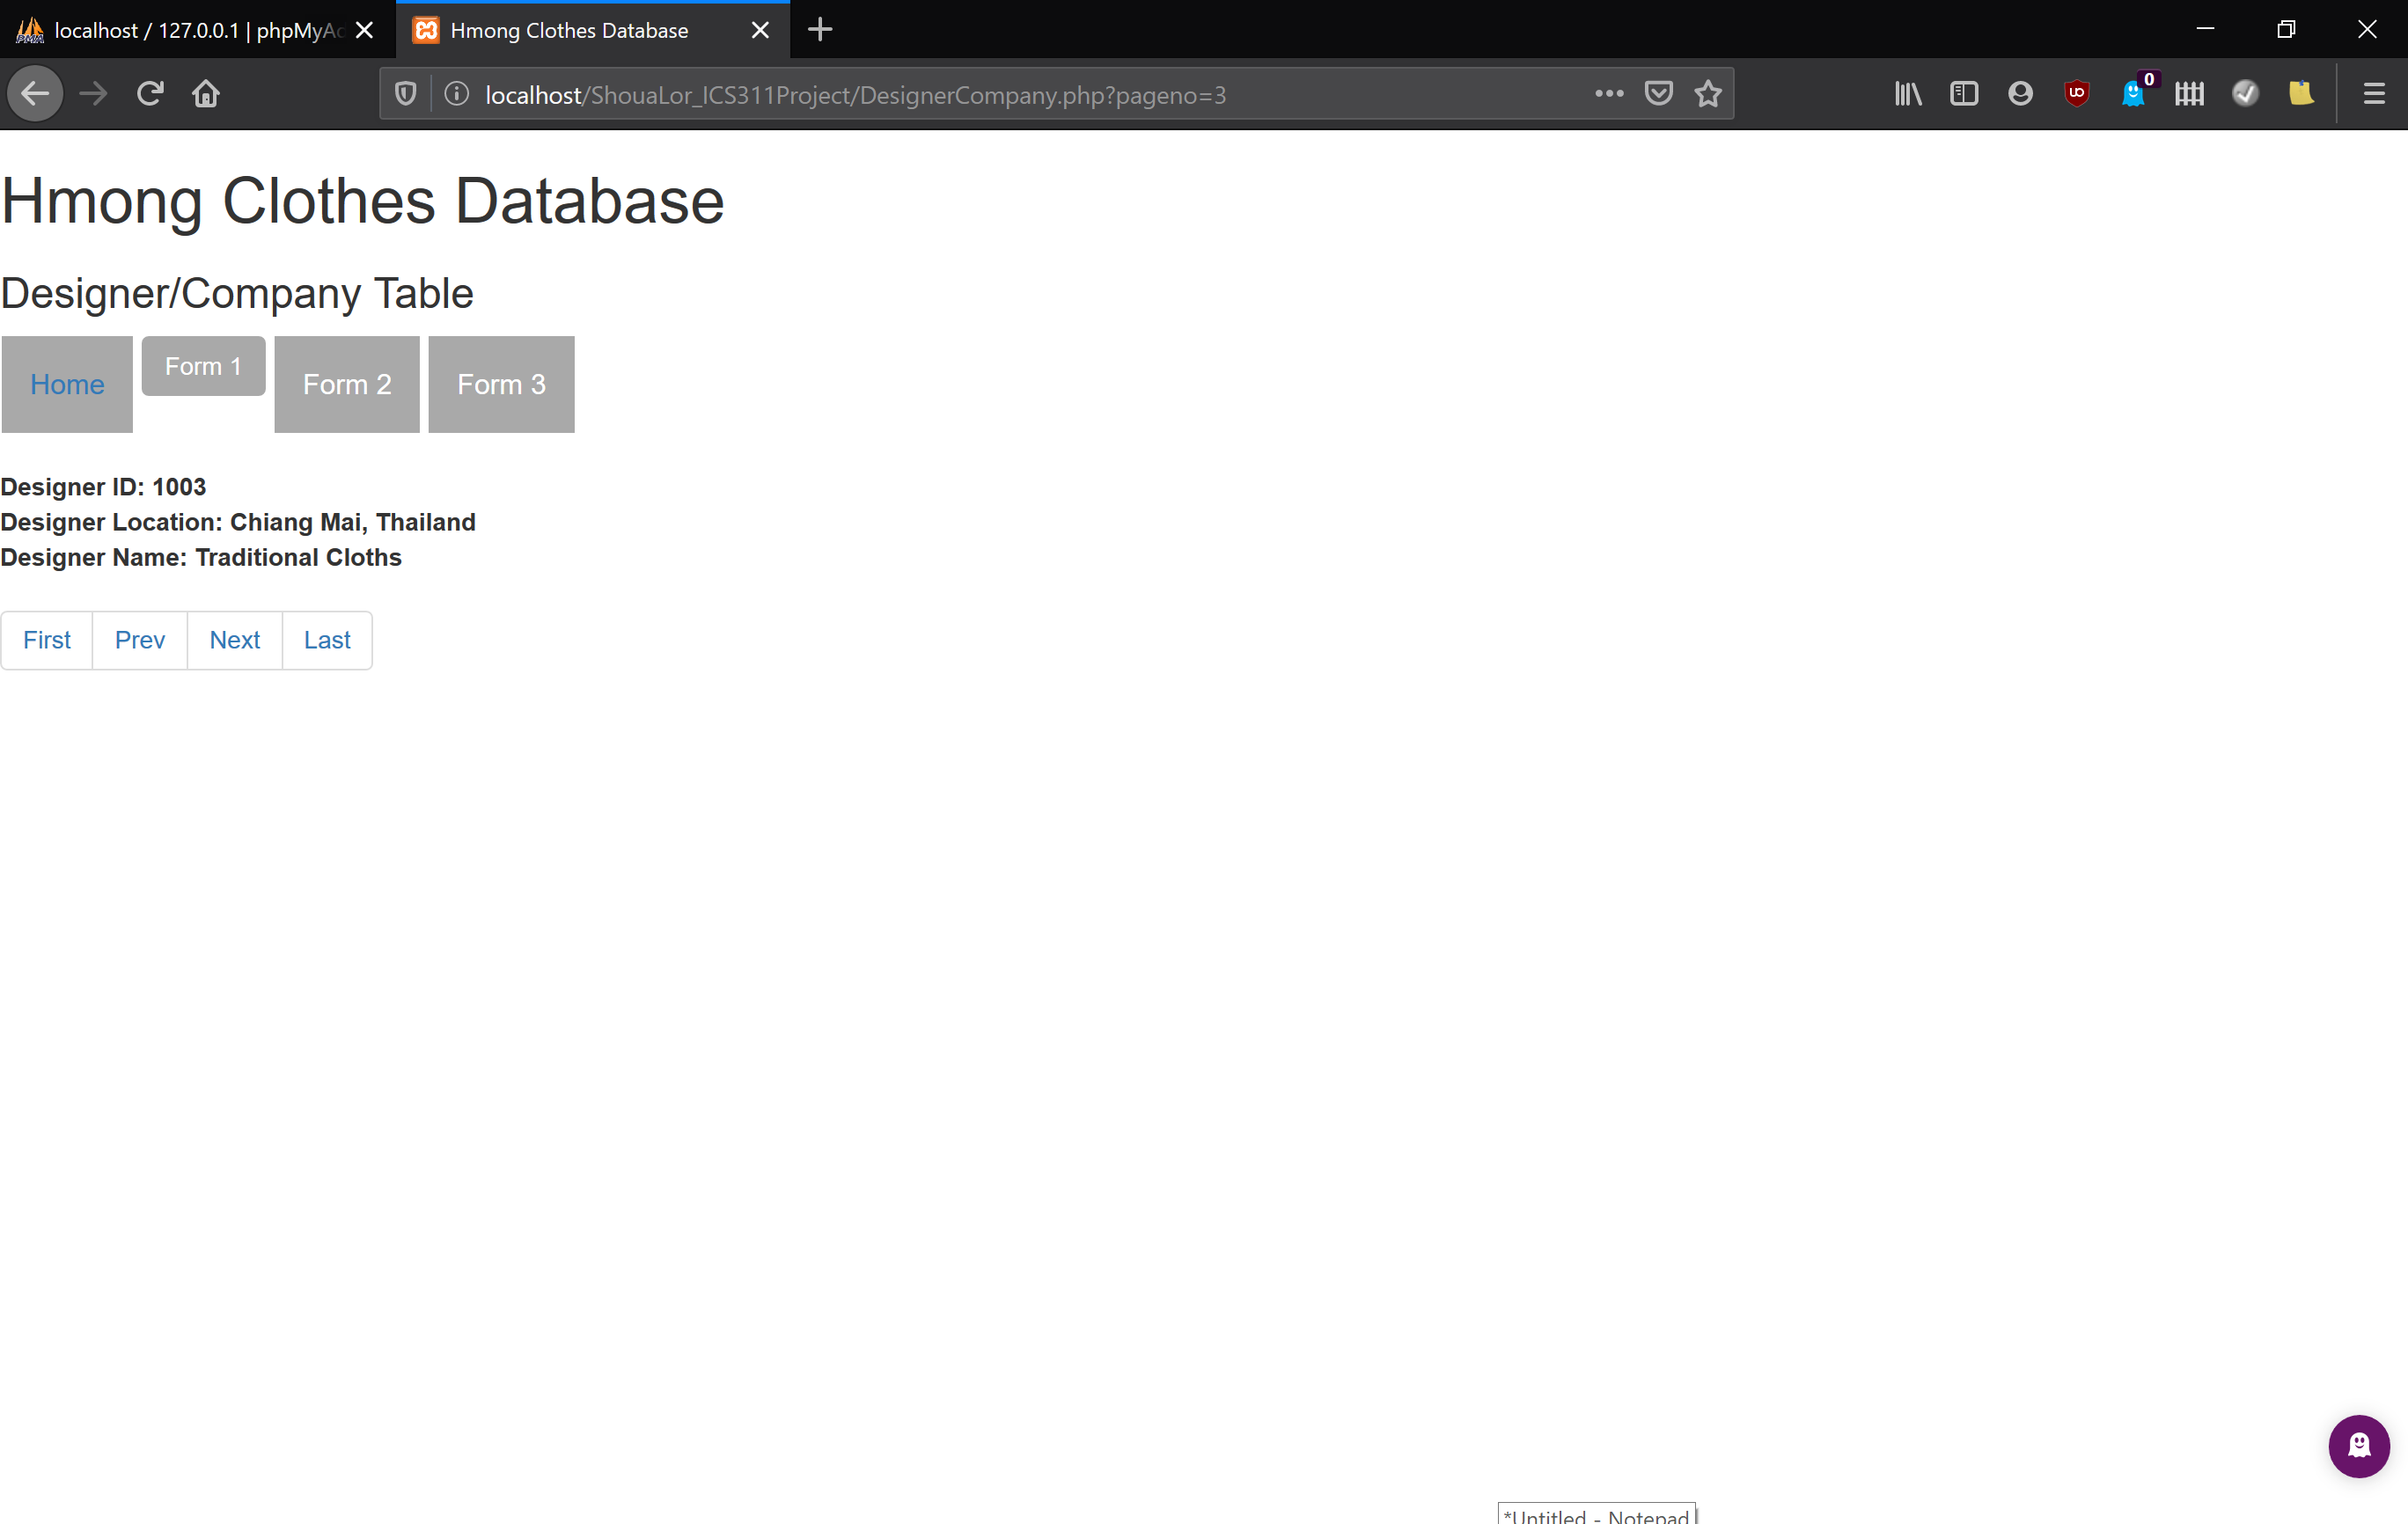 localhost / 127.0.0.1 | phpMyAd
Hmong Clothes Database
localhost/ShouaLor_ICS311Project/DesignerCompany.php?pageno=3
0
Hmong Clothes Database
Designer/Company Table
Home
Form 1
Form 2
Form 3
Designer ID: 1003
Designer Location: Chiang Mai, Thailand
Designer Name: Traditional Cloths
First
Prev
Next
Last
*Untitled - Notepad